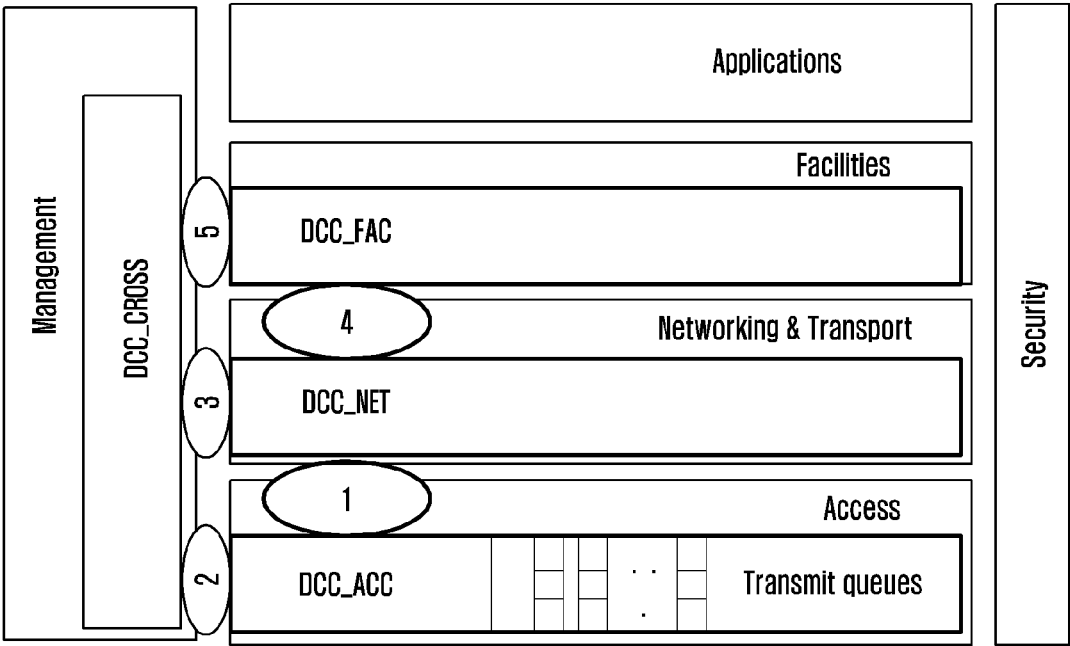 Applications
Management
DCC_CROSS
Facilities
5
DCC_FAC
4
Networking & Transport
3
DCC_NET
1
Access
2
DCC_ACC
. .
.
Transmit queues
Security